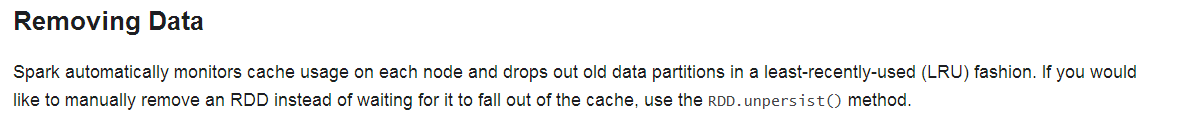 Removing Data
Spark automatically monitors cache usage on each node and drops out old data partitions in a least-recently-used (LRU) fashion. If you would
like to manually remove an RDD instead of waiting for it to fall out of the cache, use the RDD.unpersist() method.